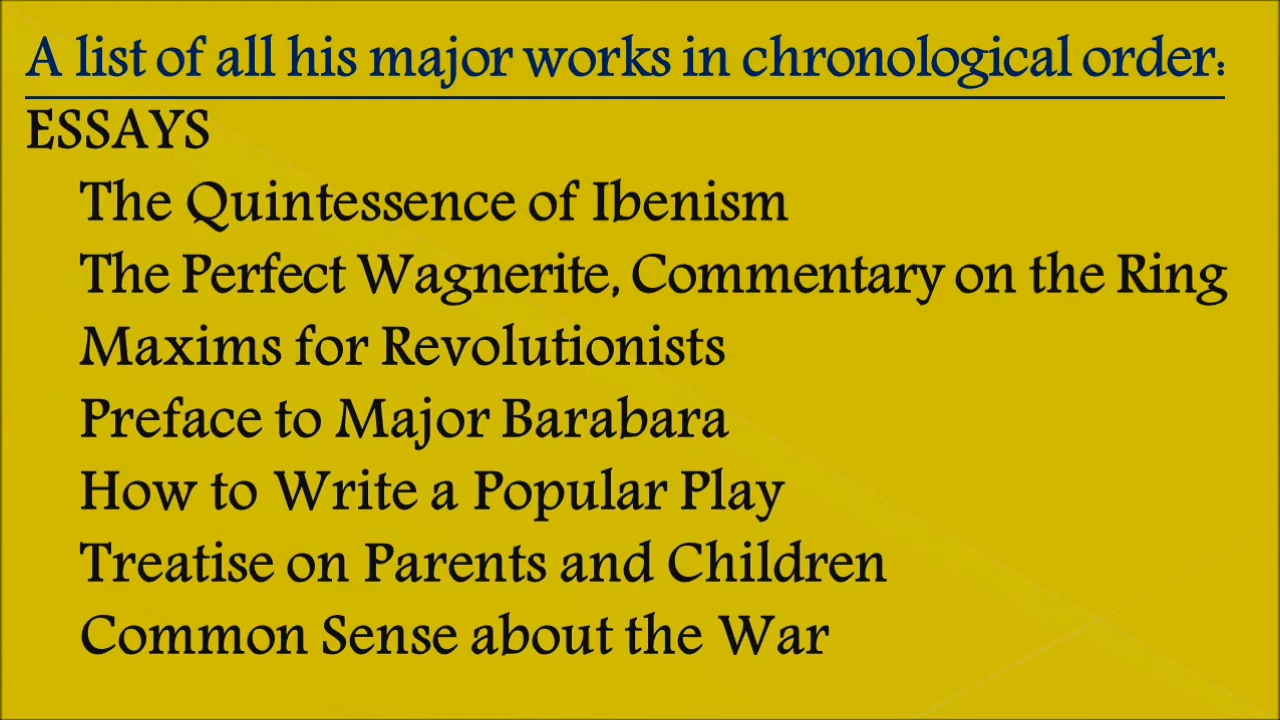 A list of all his major works in chronological order:
ESSAYS
The Quintessence of Ibenism
The Perfect Wagnerite, Commentary on the Ring
Maxims for Revolutionists
Preface to Major Barabara
How to Write a Popular Play
Treatise on Parents and Children
Common Sense about the War